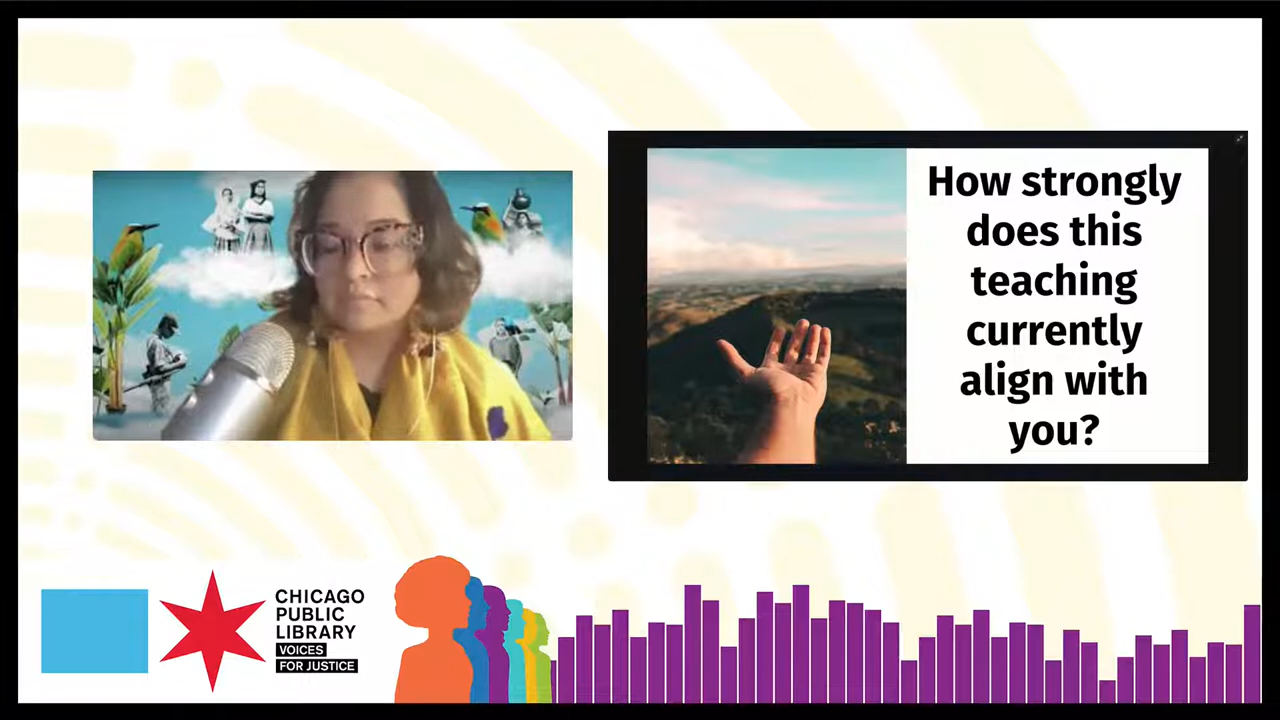 How strongly
does this
teaching
currently
align with
you?
CHICAGO
PUBLIC
LIBRARY
VOICES
FOR JUSTICE